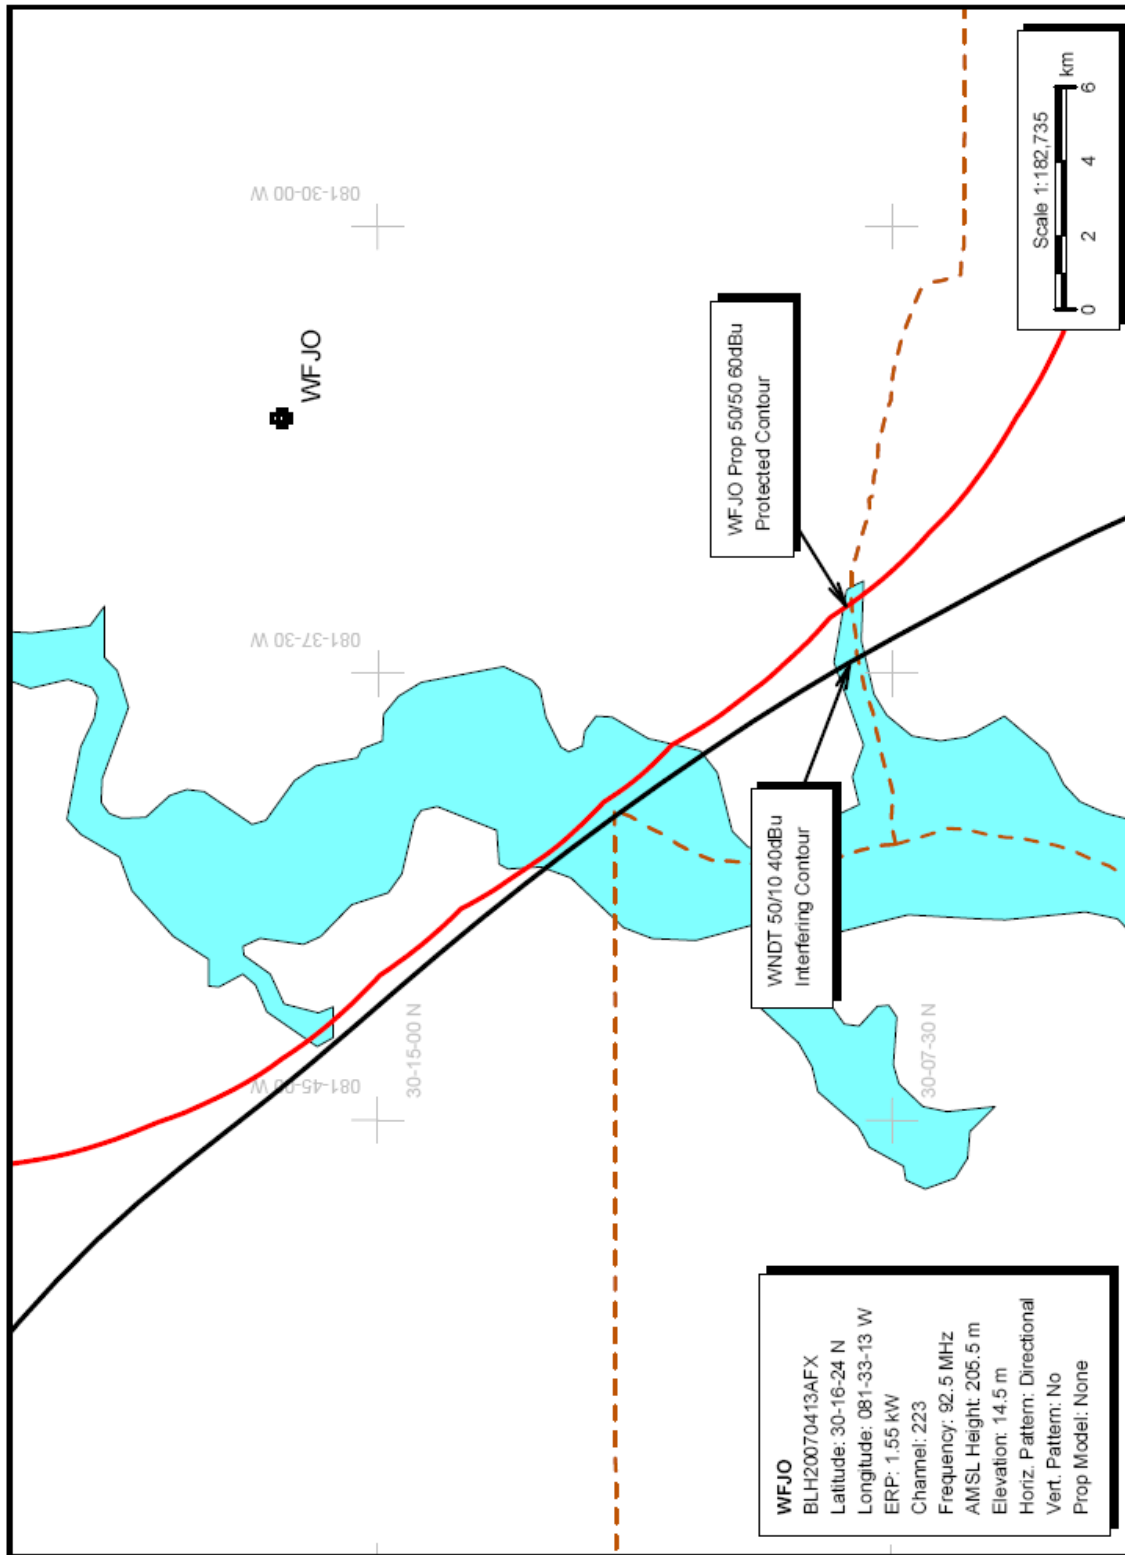 081-45-00 W
081-37-30 W
081-30-00 W
WFJO
30-15-00 N
WFJO Prop 50/50 60dBu
Protected Contour
WNDT 50/10 40dBu
Interfering Contour
30-07-30 N
WFJO
BLH20070413AFX
Latitude: 30-16-24 N
Longitude: 081-33-13 W
ERP: 1.55 kW
Channel: 223
Frequency: 92.5 MHz
AMSL Height: 205.5 m
Elevation: 14.5 m
Horiz. Pattern: Directional
Vert. Pattern: No
Prop Model: None
Scale 1:182,735
0 2 4 6
km